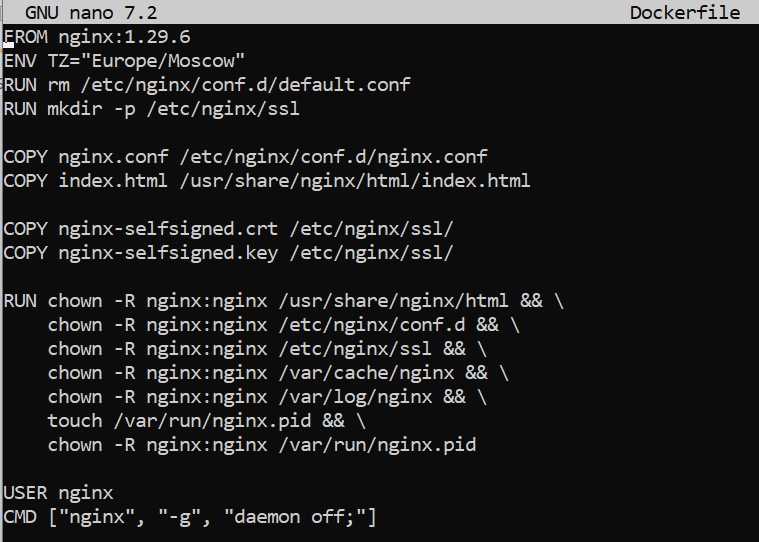 GNU nano 7.2 Dockerfile
FROM nginx:1.29.6
ENV TZ="Europe/Moscow"
RUN rm /etc/nginx/conf.d/default.conf
RUN mkdir -p /etc/nginx/ssl
COPY nginx.conf /etc/nginx/conf.d/nginx.conf
COPY index.html /usr/share/nginx/html/index.html
COPY nginx-selfsigned.crt /etc/nginx/ssl/
COPY nginx-selfsigned.key /etc/nginx/ssl/
RUN chown -R nginx:nginx /usr/share/nginx/html && \
    chown -R nginx:nginx /etc/nginx/conf.d && \
    chown -R nginx:nginx /etc/nginx/ssl && \
    chown -R nginx:nginx /var/cache/nginx && \
    chown -R nginx:nginx /var/log/nginx && \
    touch /var/run/nginx.pid && \
    chown -R nginx:nginx /var/run/nginx.pid
USER nginx
CMD ["nginx", "-g", "daemon off;"]